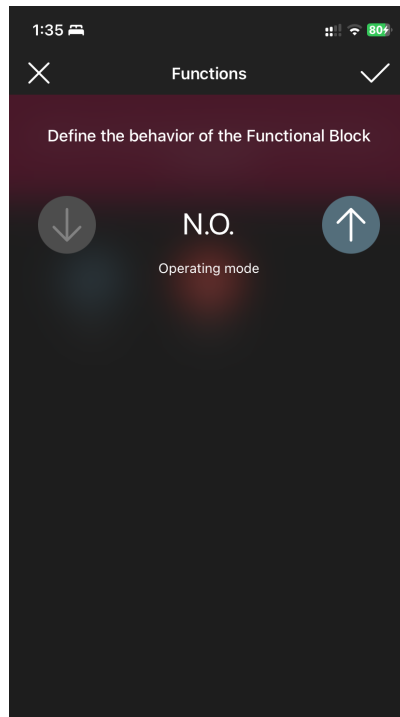 1:35
80
Functions
Define the behavior of the Functional Block
N.O.
Operating mode